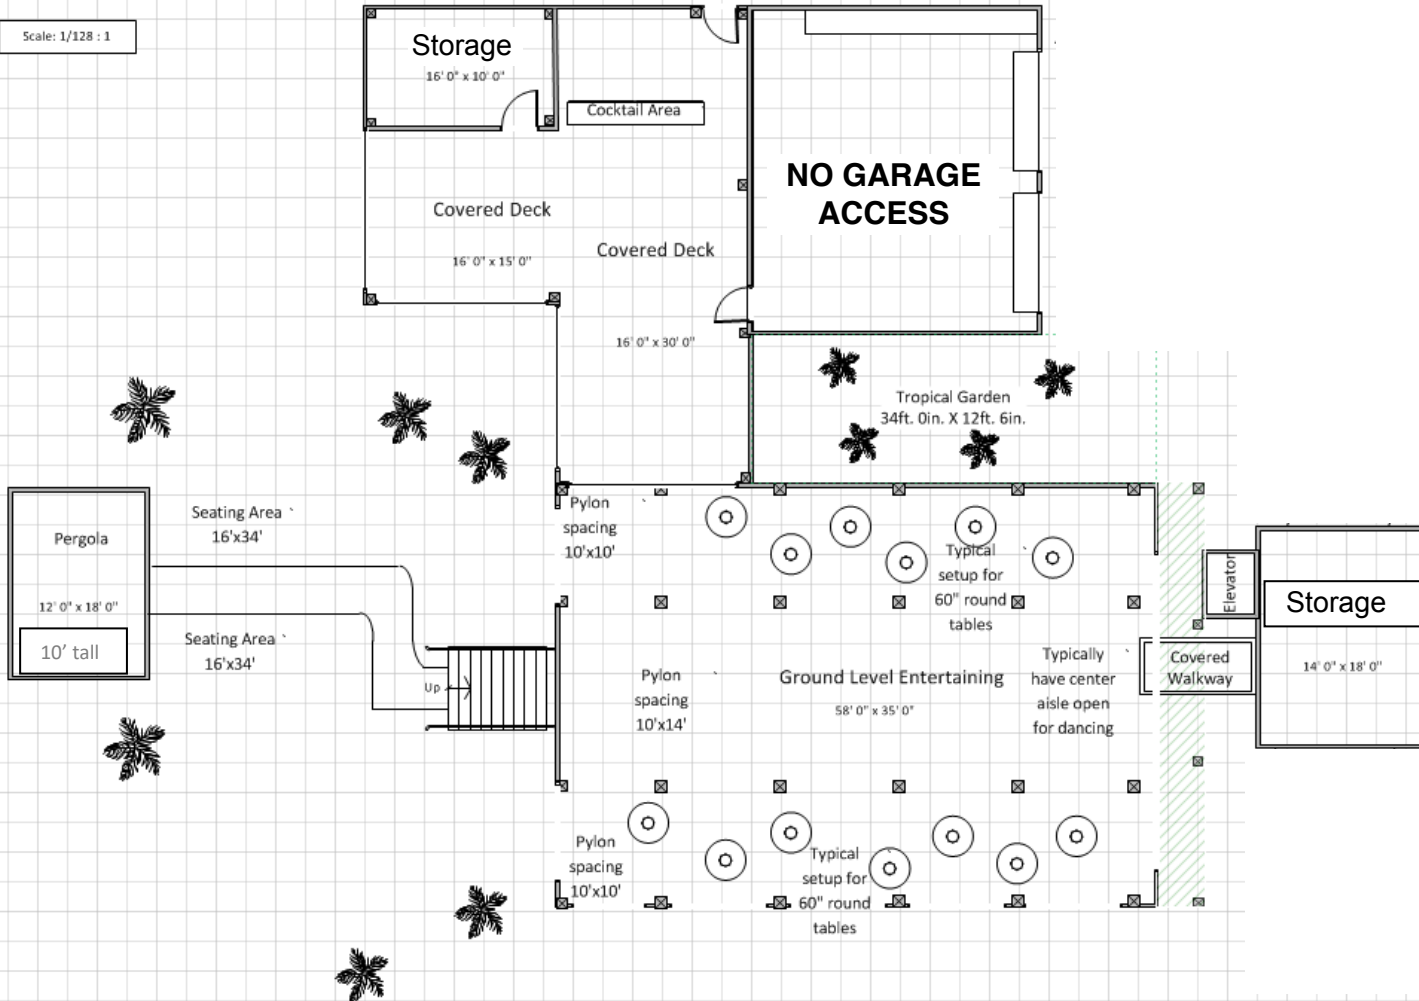 Scale: 1/128 : 1
Storage
16' 0" x 10' 0"
Cocktail Area
NO GARAGE
ACCESS
Covered Deck
16' 0" x 15' 0"
Covered Deck
16' 0" x 30' 0"
Tropical Garden
34ft. 0in. X 12ft. 6in.
Pergola
12' 0" x 18' 0"
10' tall
Seating Area
16'x34'
Seating Area
16'x34'
Up
Pylon
spacing
10'x10'
Typical
setup for
60" round
tables
Elevator
Storage
14' 0" x 18' 0"
Covered
Walkway
Pylon
spacing
10'x14'
Ground Level Entertaining
58' 0" x 35' 0"
Typically
have center
aisle open
for dancing
Pylon
spacing
10'x10'
Typical
setup for
60" round
tables